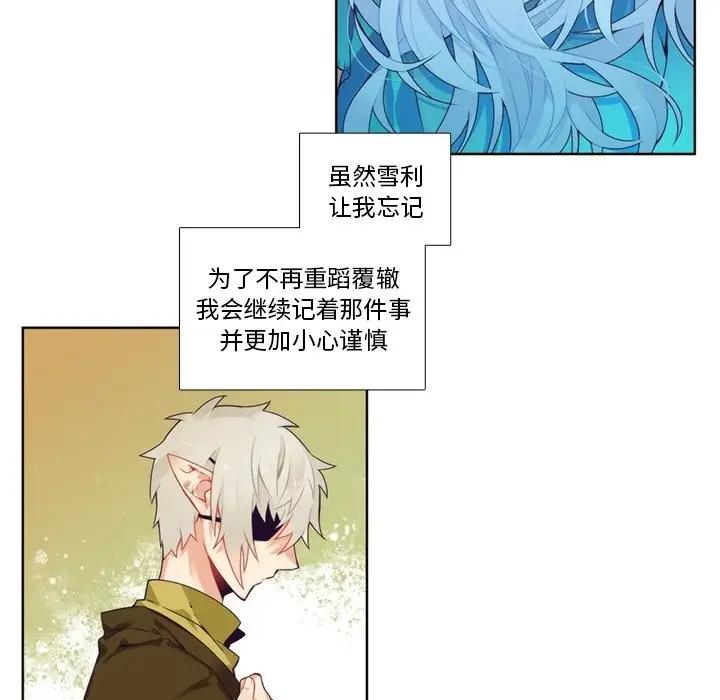 虽然雪利
让我忘记
为了不再重蹈覆辙
我会继续记着那件事
并更加小心谨慎